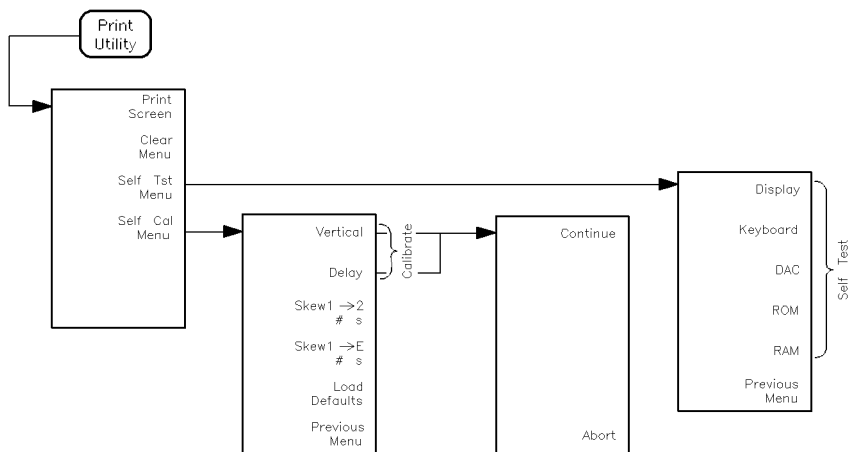 Print
Utility
Print
Screen
Clear
Menu
Self Tst
Menu
Self Cal
Menu
Vertical
Delay
Calibrate
Skew1 →2
# s
Skew1 →E
# s
Load
Defaults
Previous
Menu
Continue
Abort
Display
Keyboard
DAC
ROM
RAM
Self Test
Previous
Menu